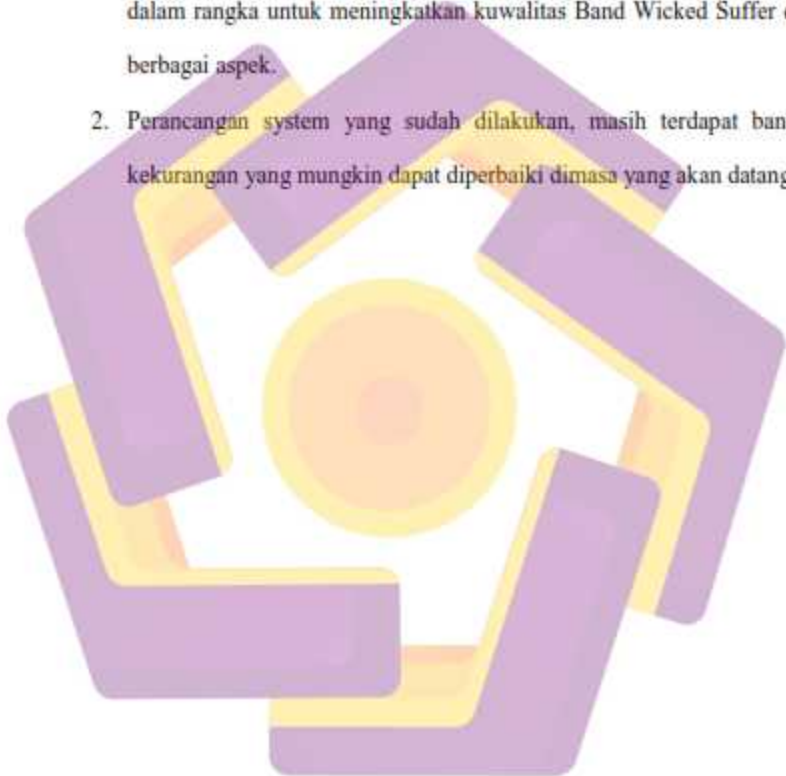 dalam rangka untuk meningkatkan kuwalitas Band Wicked Suffer
berbagai aspek.
2. Perancangan system yang sudah dilakukan, masih terdapat
kekurangan yang mungkin dapat diperbaiki dimasa yang akan datang